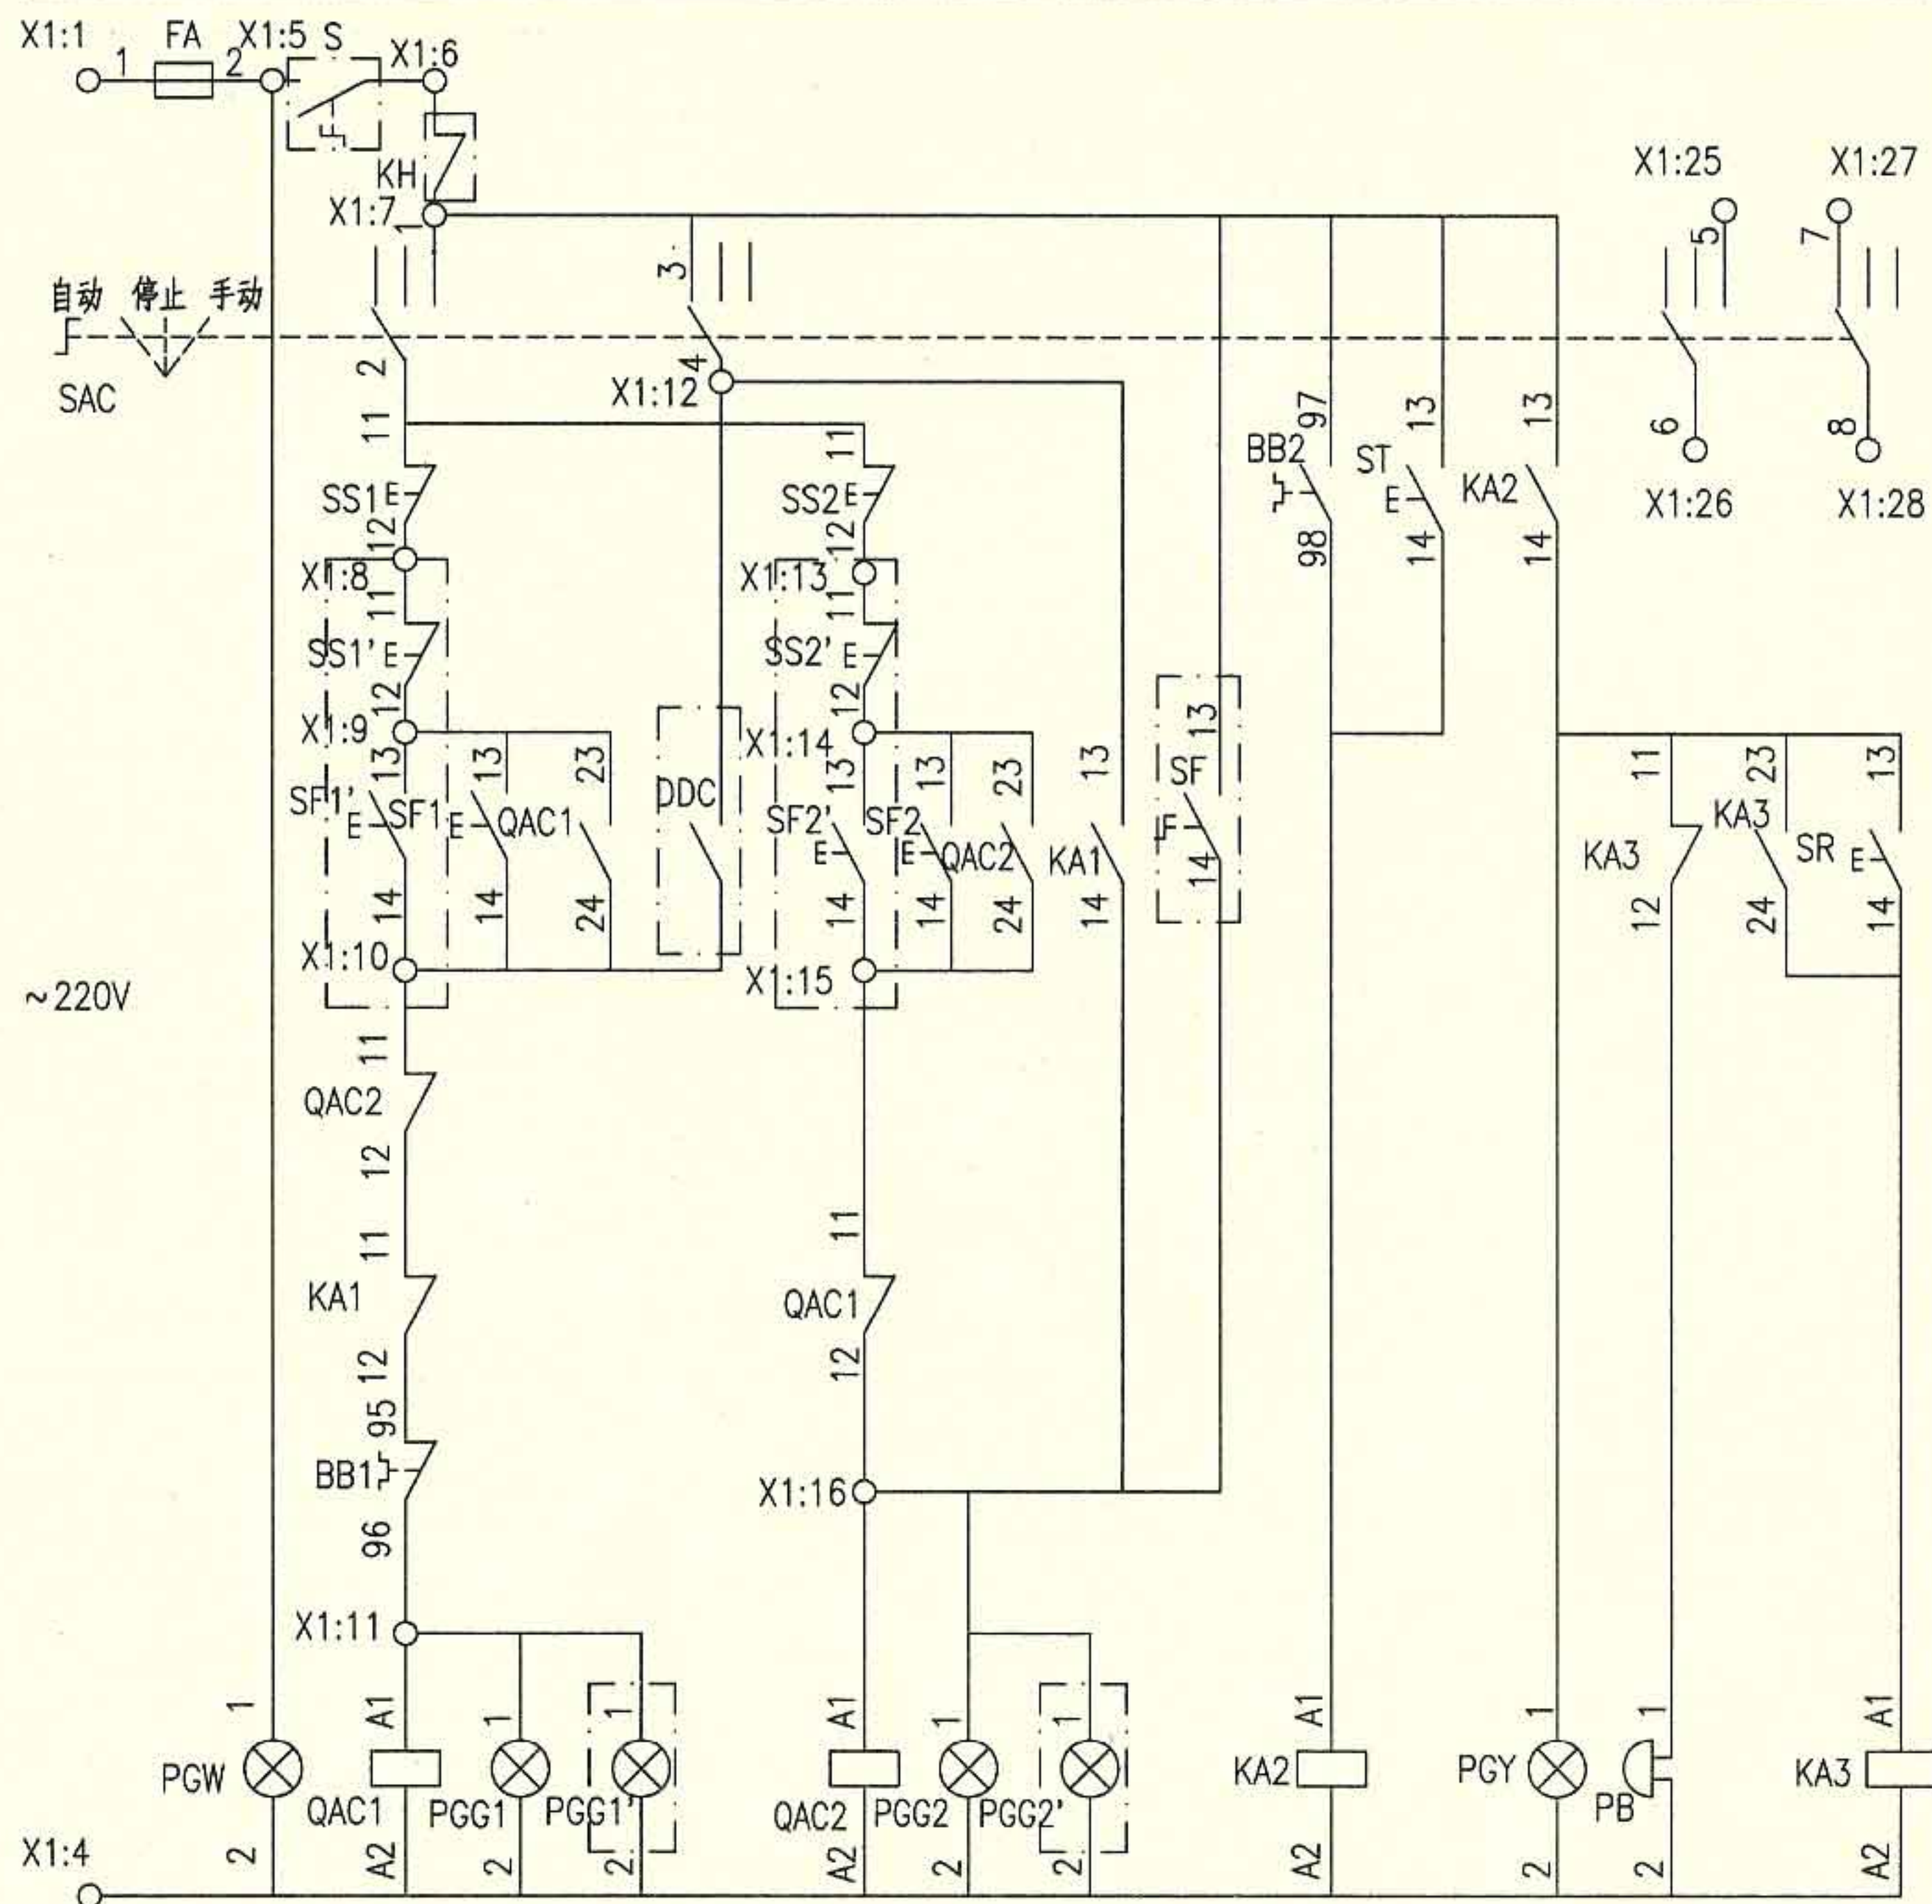 X1:1 1 FA 2 X1:5 S X1:6
KH
X1:7
X1:25 X1:27
1 3 5 7
自动 停止 手动
SAC
2 4 6 8
X1:12
X1:26 X1:28
11 11 97 13 13
SS1 E SS2 E BB2 ST E KA2
12 12 98 14 14
X1:8 X1:13
11 11
SS1' E SS2' E
12 12
X1:9 X1:14
13 13 23 13 13 23 13 13 11 23 13
SF1' E SF1 E QAC1 DDC SF2' E SF2 E QAC2 KA1 SF KA3 KA3 SR E
14 14 24 14 14 24 14 14 12 24 14
X1:10 X1:15
~220V
11
QAC2
12
11 11
KA1 QAC1
12 12
95
BB1
96
X1:16
X1:11
1 A1 1 1 A1 1 1 A1 1 1 A1
PGW QAC1 PGG1 PGG1' QAC2 PGG2 PGG2' KA2 PGY PB KA3
2 A2 2 2 A2 2 2 A2 2 2 A2
X1:4